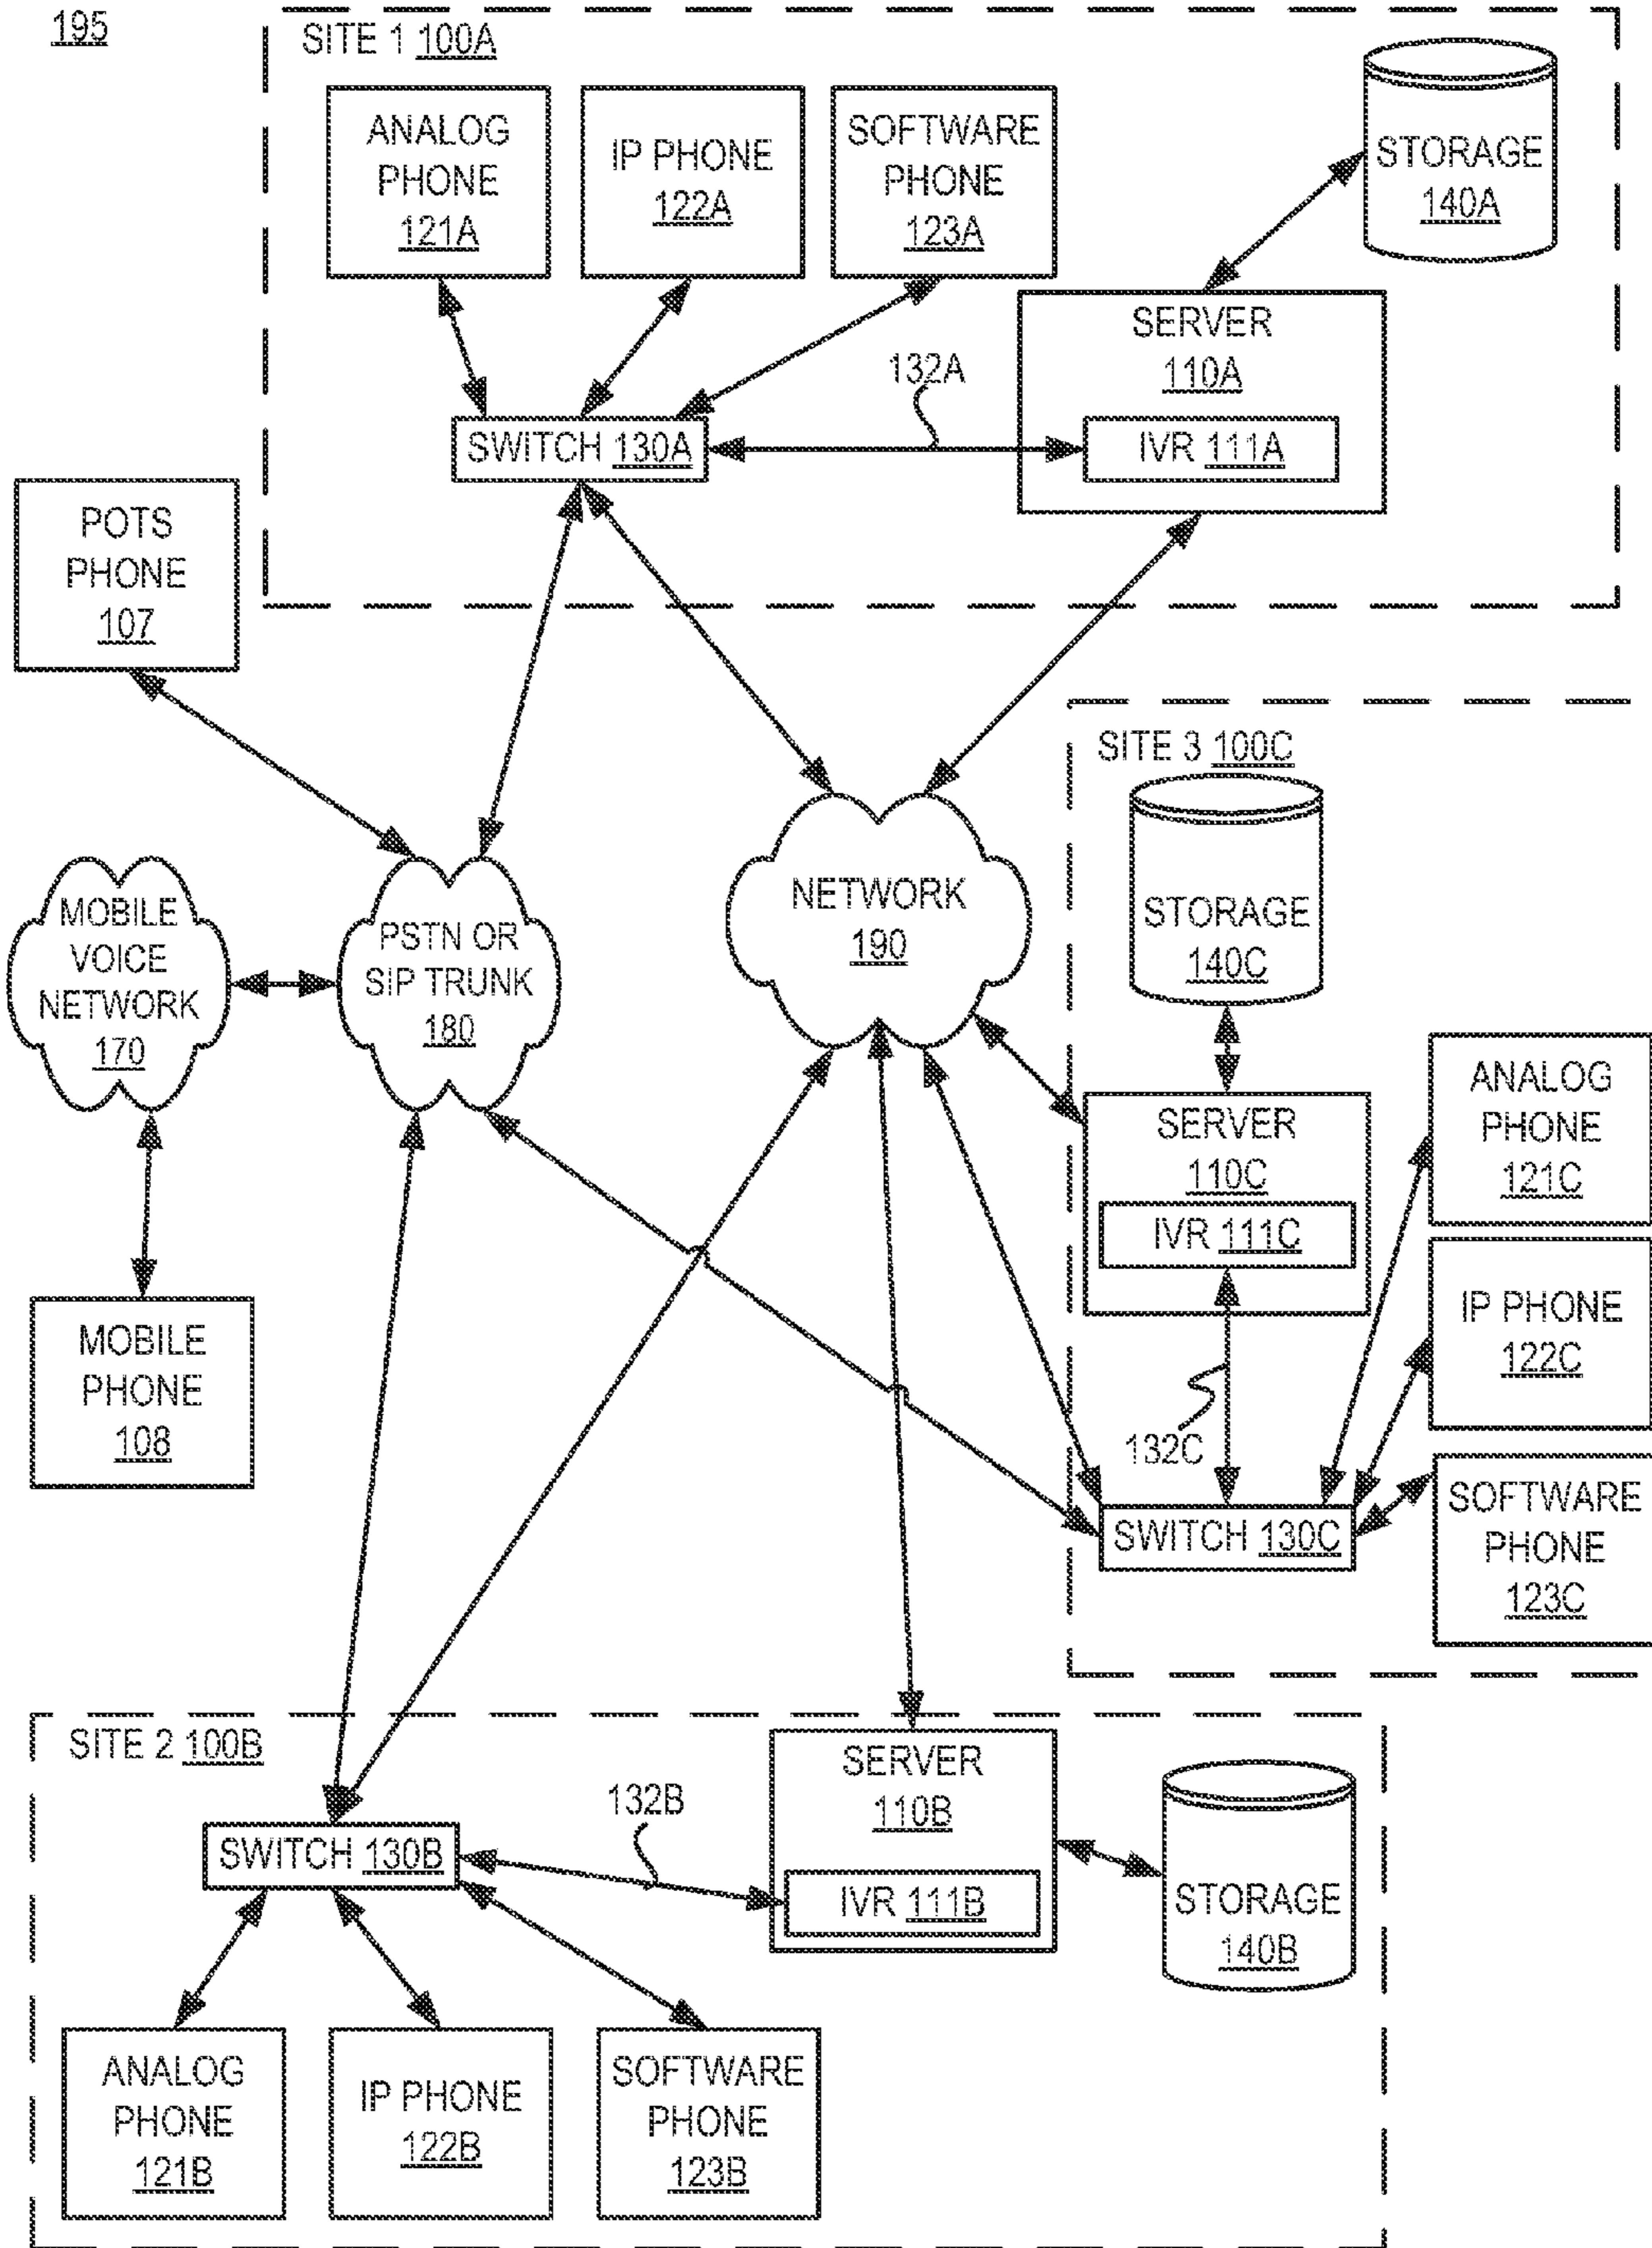 195
SITE 1 100A
ANALOG
PHONE
121A
IP PHONE
122A
SOFTWARE
PHONE
123A
STORAGE
140A
SERVER
110A
132A
SWITCH 130A
IVR 111A
POTS
PHONE
107
SITE 3 100C
STORAGE
140C
NETWORK
190
MOBILE
VOICE
NETWORK
170
PSTN OR
SIP TRUNK
180
SERVER
110C
IVR 111C
ANALOG
PHONE
121C
IP PHONE
122C
MOBILE
PHONE
108
132C
SWITCH 130C
SOFTWARE
PHONE
123C
SITE 2 100B
SERVER
110B
132B
SWITCH 130B
IVR 111B
STORAGE
140B
ANALOG
PHONE
121B
IP PHONE
122B
SOFTWARE
PHONE
123B